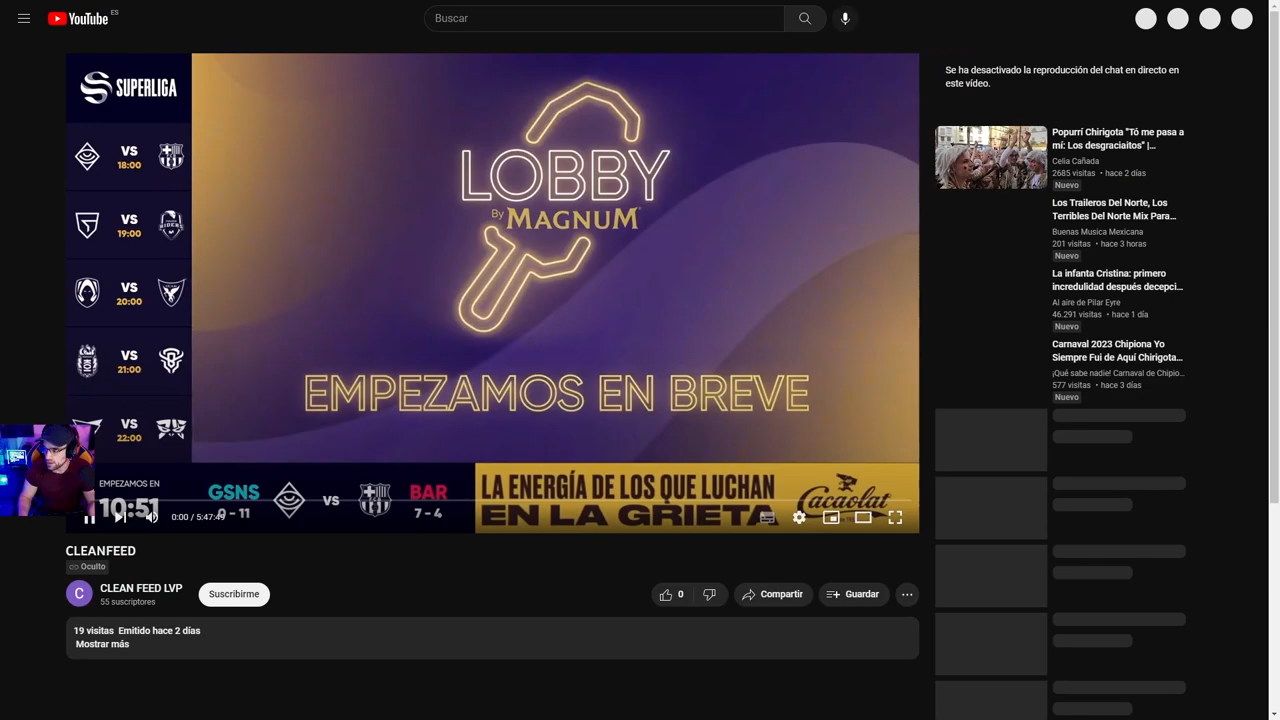 YouTube ES
Buscar
SUPERLIGA
VS
18:00
VS
19:00
VS
20:00
VS
21:00
VS
22:00
LOBBY
By MAGNUM
EMPEZAMOS EN BREVE
EMPEZAMOS EN
10:51
GSNS
0 - 11
VS
BAR
7 - 4
LA ENERGÍA DE LOS QUE LUCHAN
EN LA GRIETA
Cacaolat
0:00 / 5:47:49
CLEANFEED
Oculto
C
CLEAN FEED LVP
55 suscriptores
Suscribirme
0
Compartir
Guardar
19 visitas Emitido hace 2 días
Mostrar más
Se ha desactivado la reproducción del chat en directo en
este vídeo.
Popurrí Chirigota "Tó me pasa a
mí: Los desgraciaitos" |...
Celia Cañada
2685 visitas • hace 2 días
Nuevo
Los Traileros Del Norte, Los
Terribles Del Norte Mix Para...
Buenas Musica Mexicana
201 visitas • hace 3 horas
Nuevo
La infanta Cristina: primero
incredulidad después decepci...
Al aire de Pilar Eyre
46.291 visitas • hace 1 día
Nuevo
Carnaval 2023 Chipiona Yo
Siempre Fui de Aquí Chirigota...
¡Qué sabe nadie! Carnaval de Chipio...
577 visitas • hace 3 días
Nuevo